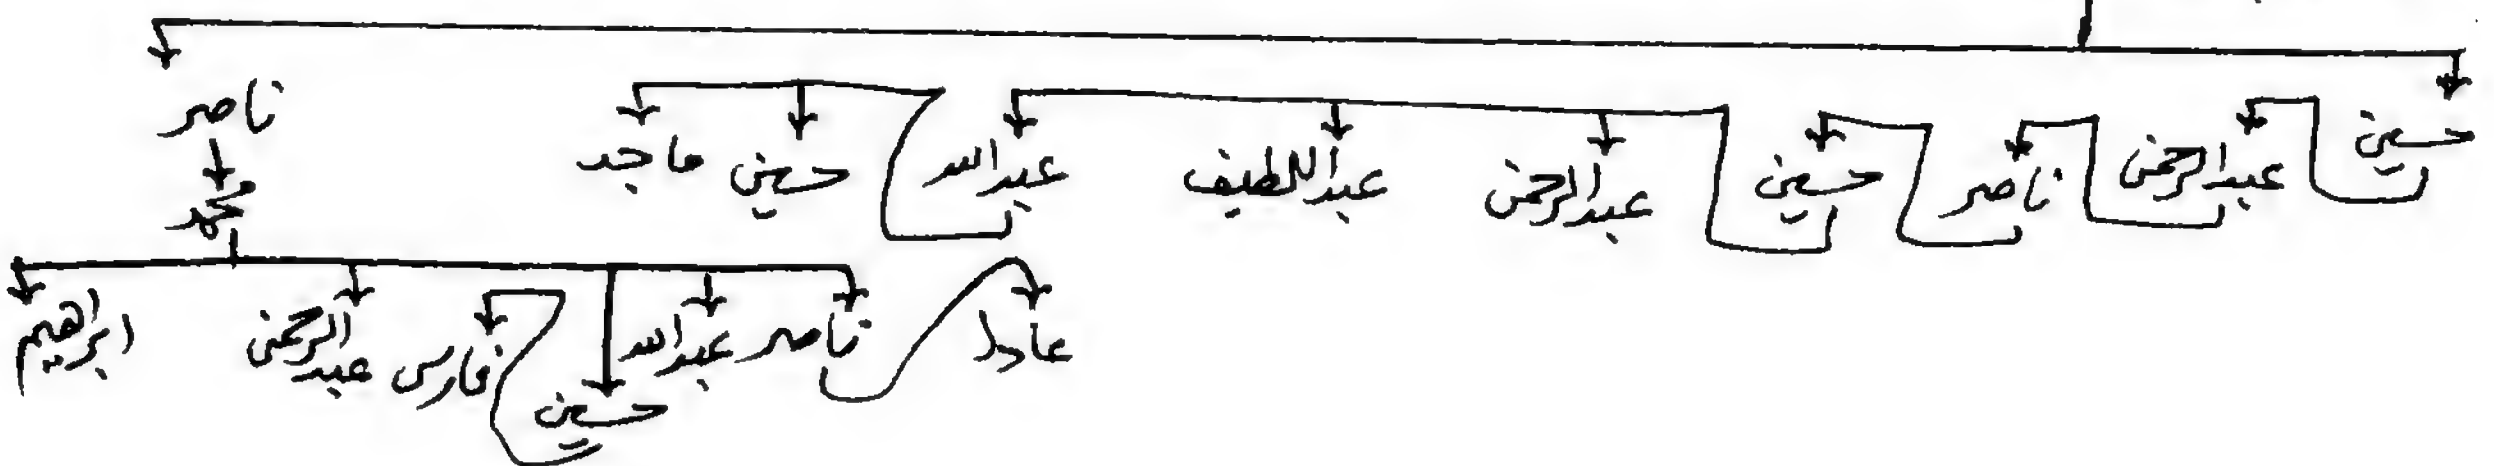 حسين عبدالرحمن ناصر حسين عبدالرحمن عبداللطيف عبدالله حسين ماجد ناصر
محمد
عادل ناصر عبدالله حسين فارس عبدالرحمن ابراهيم